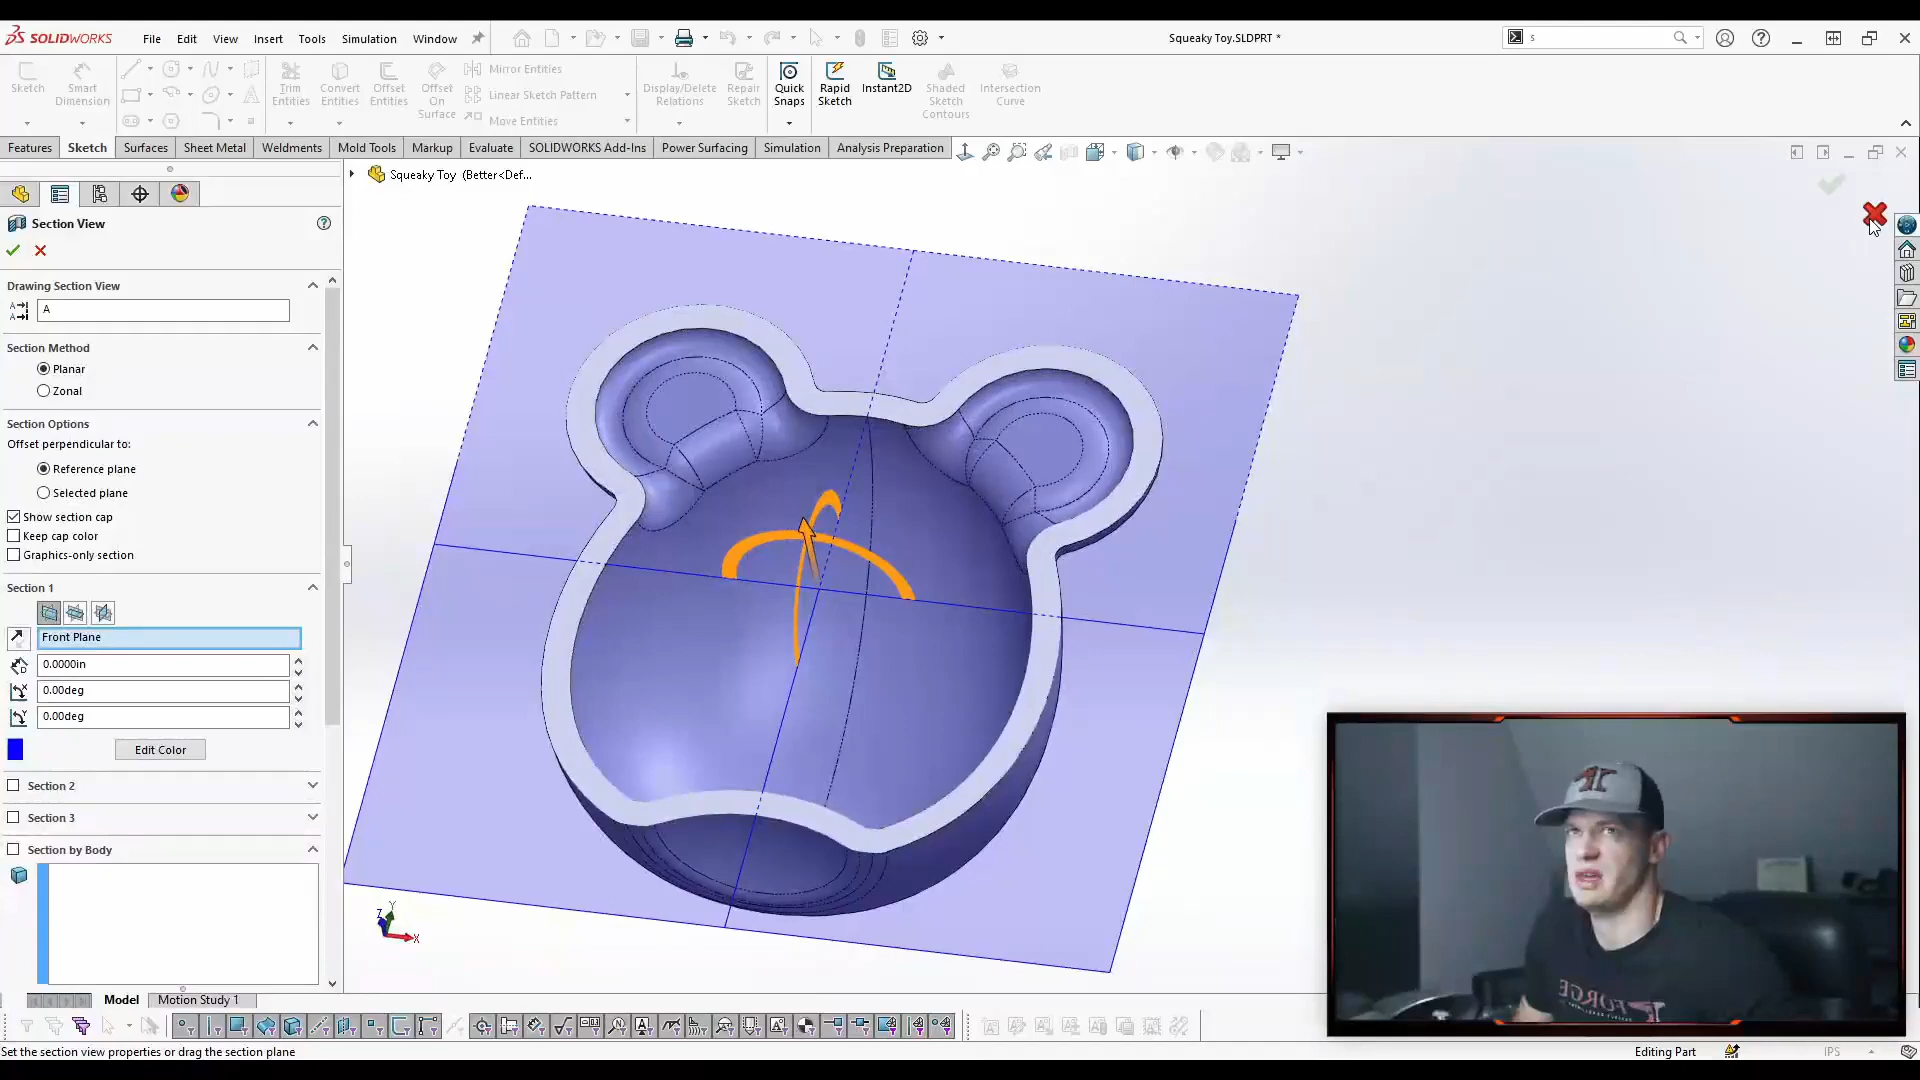 SOLIDWORKS
File Edit View Insert Tools Simulation Window
Squeaky Toy.SLDPRT *
s
Sketch
Smart Dimension
Trim Entities
Convert Entities
Offset Entities
Offset On Surface
Mirror Entities
Linear Sketch Pattern
Move Entities
Display/Delete Relations
Repair Sketch
Quick Snaps
Rapid Sketch
Instant2D
Shaded Sketch Contours
Intersection Curve
Features Sketch Surfaces Sheet Metal Weldments Mold Tools Markup Evaluate SOLIDWORKS Add-Ins Power Surfacing Simulation Analysis Preparation
Squeaky Toy (Better<Def...
Section View
Drawing Section View
A
Section Method
Planar
Zonal
Section Options
Offset perpendicular to:
Reference plane
Selected plane
Show section cap
Keep cap color
Graphics-only section
Section 1
Front Plane
0.0000in
0.00deg
0.00deg
Edit Color
Section 2
Section 3
Section by Body
Z Y X
Model Motion Study 1
Set the section view properties or drag the section plane
Editing Part
IPS
FORGE